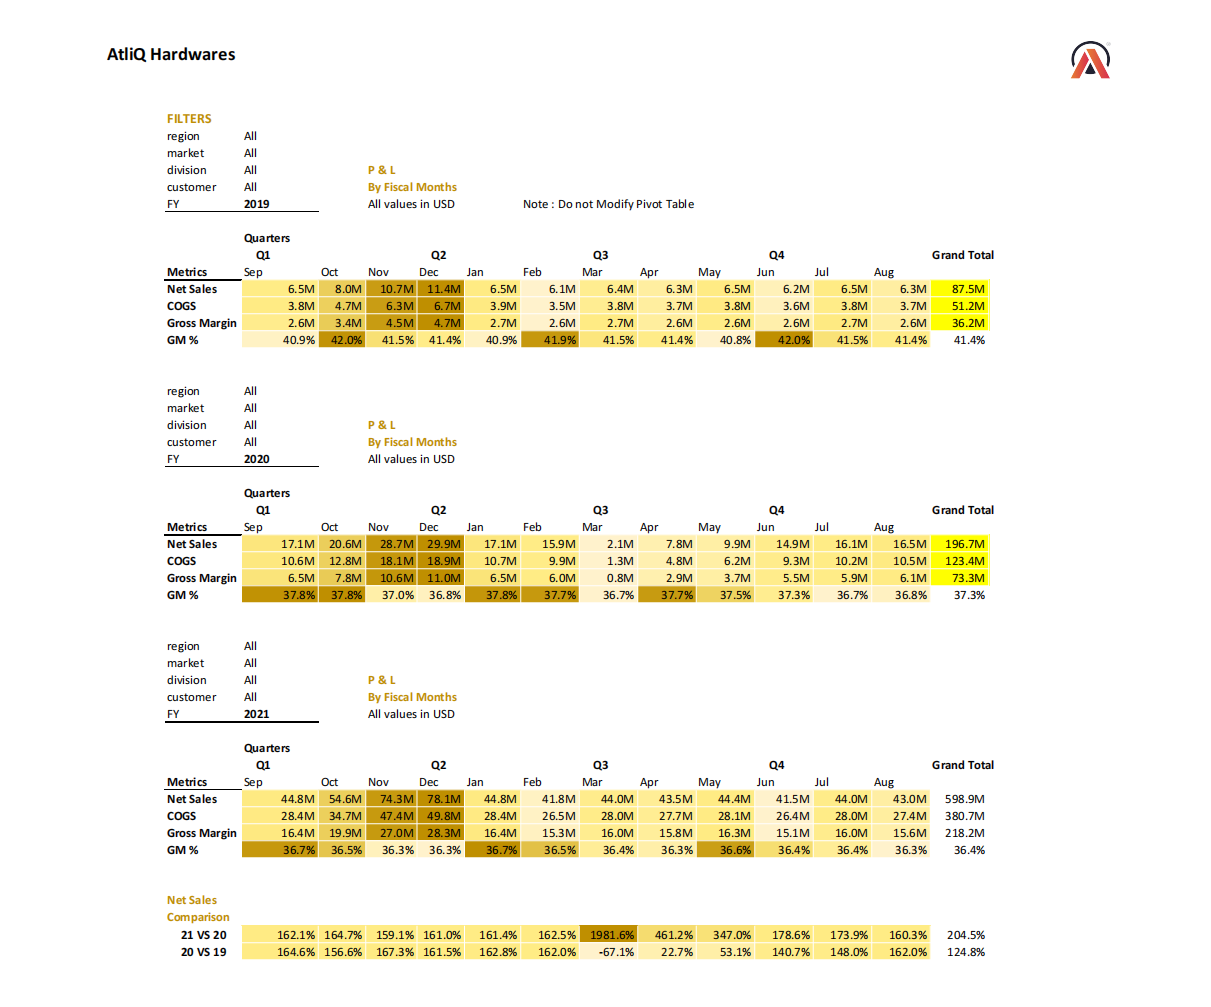 AtliQ Hardwares
FILTERS
region All
market All
division All P & L
customer All By Fiscal Months
FY 2019 All values in USD Note : Do not Modify Pivot Table
Quarters
Q1 Q2 Q3 Q4 Grand Total
Metrics Sep Oct Nov Dec Jan Feb Mar Apr May Jun Jul Aug
Net Sales 6.5M 8.0M 10.7M 11.4M 6.5M 6.1M 6.4M 6.3M 6.5M 6.2M 6.5M 6.3M 87.5M
COGS 3.8M 4.7M 6.3M 6.7M 3.9M 3.5M 3.8M 3.7M 3.8M 3.6M 3.8M 3.7M 51.2M
Gross Margin 2.6M 3.4M 4.5M 4.7M 2.7M 2.6M 2.7M 2.6M 2.6M 2.6M 2.7M 2.6M 36.2M
GM % 40.9% 42.0% 41.5% 41.4% 40.9% 41.9% 41.5% 41.4% 40.8% 42.0% 41.5% 41.4% 41.4%
region All
market All
division All P & L
customer All By Fiscal Months
FY 2020 All values in USD
Quarters
Q1 Q2 Q3 Q4 Grand Total
Metrics Sep Oct Nov Dec Jan Feb Mar Apr May Jun Jul Aug
Net Sales 17.1M 20.6M 28.7M 29.9M 17.1M 15.9M 2.1M 7.8M 9.9M 14.9M 16.1M 16.5M 196.7M
COGS 10.6M 12.8M 18.1M 18.9M 10.7M 9.9M 1.3M 4.8M 6.2M 9.3M 10.2M 10.5M 123.4M
Gross Margin 6.5M 7.8M 10.6M 11.0M 6.5M 6.0M 0.8M 2.9M 3.7M 5.5M 5.9M 6.1M 73.3M
GM % 37.8% 37.8% 37.0% 36.8% 37.8% 37.7% 36.7% 37.7% 37.5% 37.3% 36.7% 36.8% 37.3%
region All
market All
division All P & L
customer All By Fiscal Months
FY 2021 All values in USD
Quarters
Q1 Q2 Q3 Q4 Grand Total
Metrics Sep Oct Nov Dec Jan Feb Mar Apr May Jun Jul Aug
Net Sales 44.8M 54.6M 74.3M 78.1M 44.8M 41.8M 44.0M 43.5M 44.4M 41.5M 44.0M 43.0M 598.9M
COGS 28.4M 34.7M 47.4M 49.8M 28.4M 26.5M 28.0M 27.7M 28.1M 26.4M 28.0M 27.4M 380.7M
Gross Margin 16.4M 19.9M 27.0M 28.3M 16.4M 15.3M 16.0M 15.8M 16.3M 15.1M 16.0M 15.6M 218.2M
GM % 36.7% 36.5% 36.3% 36.3% 36.7% 36.5% 36.4% 36.3% 36.6% 36.4% 36.4% 36.3% 36.4%
Net Sales
Comparison
21 VS 20 162.1% 164.7% 159.1% 161.0% 161.4% 162.5% 1981.6% 461.2% 347.0% 178.6% 173.9% 160.3% 204.5%
20 VS 19 164.6% 156.6% 167.3% 161.5% 162.8% 162.0% -67.1% 22.7% 53.1% 140.7% 148.0% 162.0% 124.8%